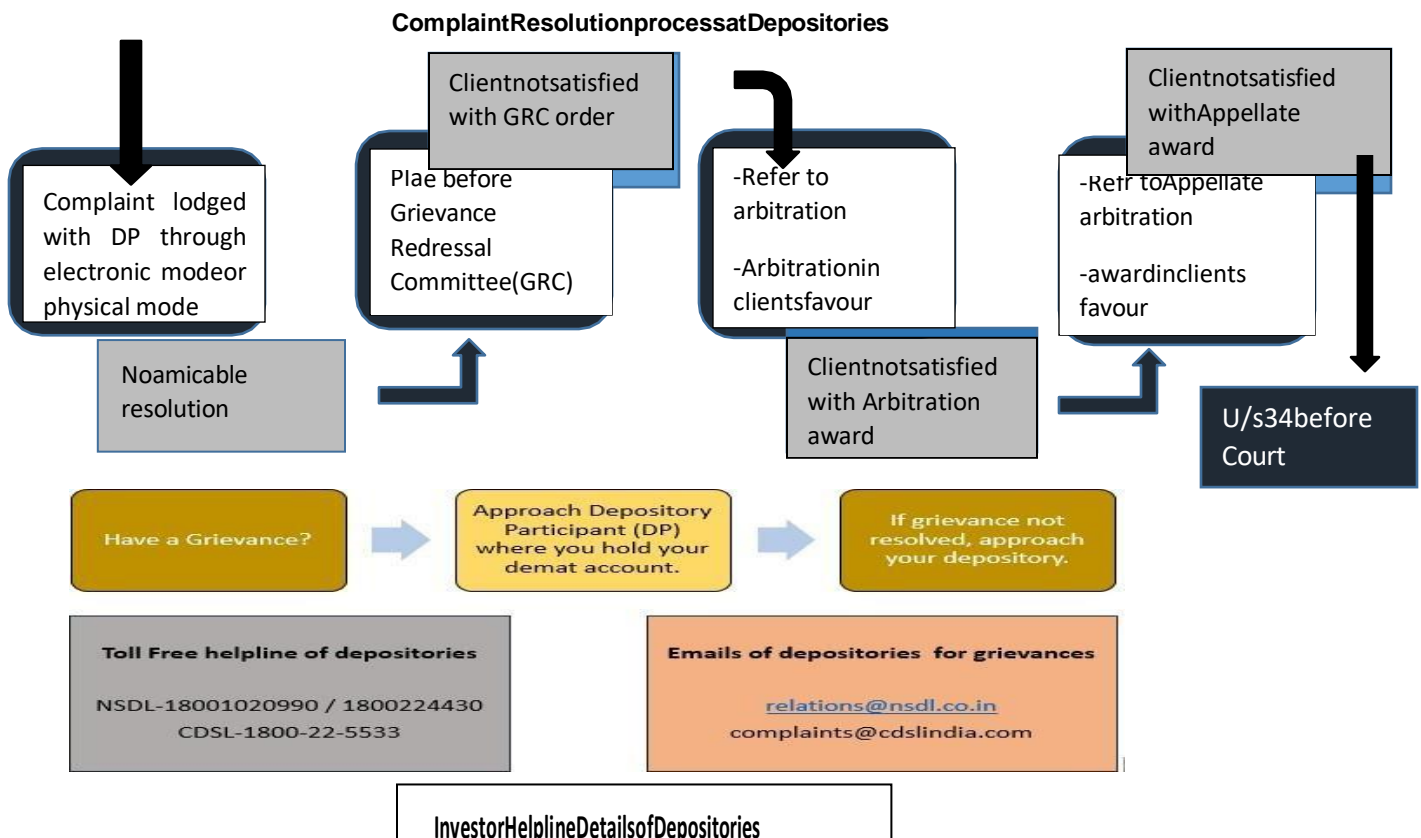 ComplaintResolutionprocessatDepositories
Complaint lodged
with DP through
electronic modeor
physical mode
Noamicable
resolution
Plae before
Grievance
Redressal
Committee(GRC)
Clientnotsatisfied
with GRC order
-Refer to
arbitration
-Arbitrationin
clientsfavour
Clientnotsatisfied
with Arbitration
award
-Refr toAppellate
arbitration
-awardinclients
favour
Clientnotsatisfied
withAppellate
award
U/s34before
Court
Have a Grievance?
Approach Depository
Participant (DP)
where you hold your
demat account.
If grievance not
resolved, approach
your depository.
Toll Free helpline of depositories
NSDL-18001020990 / 1800224430
CDSL-1800-22-5533
Emails of depositories for grievances
relations@nsdl.co.in
complaints@cdslindia.com
InvestorHelplineDetailsofDepositories